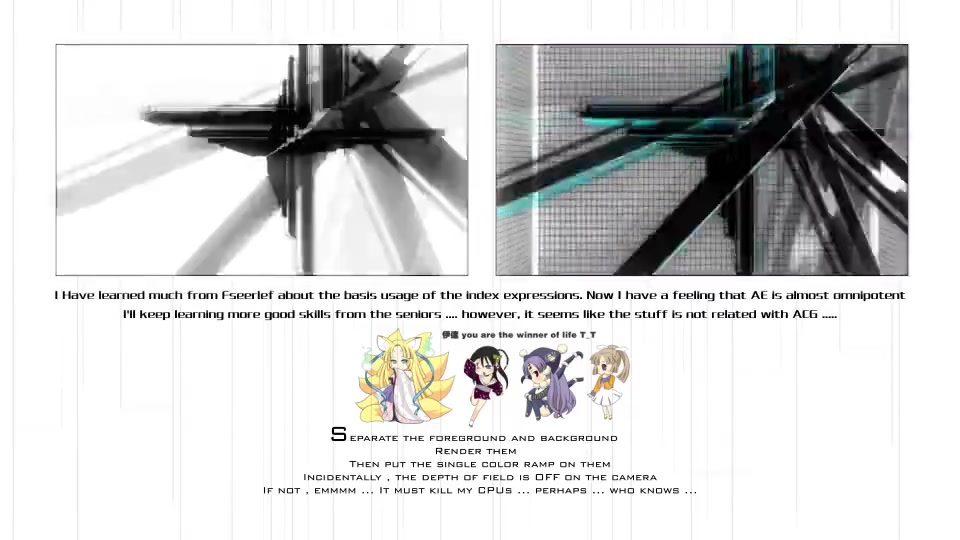 I Have learned much from Fseerlef about the basis usage of the index expressions. Now I have a feeling that AE is almost omnipotent
I'll keep learning more good skills from the seniors .... however, it seems like the stuff is not related with ACG .....
伊達 you are the winner of life T_T
Separate the foreground and background
Render them
Then put the single color ramp on them
Incidentally , the depth of field is OFF on the camera
If not , emmmm ... It must kill my CPUs ... perhaps ... who knows ...